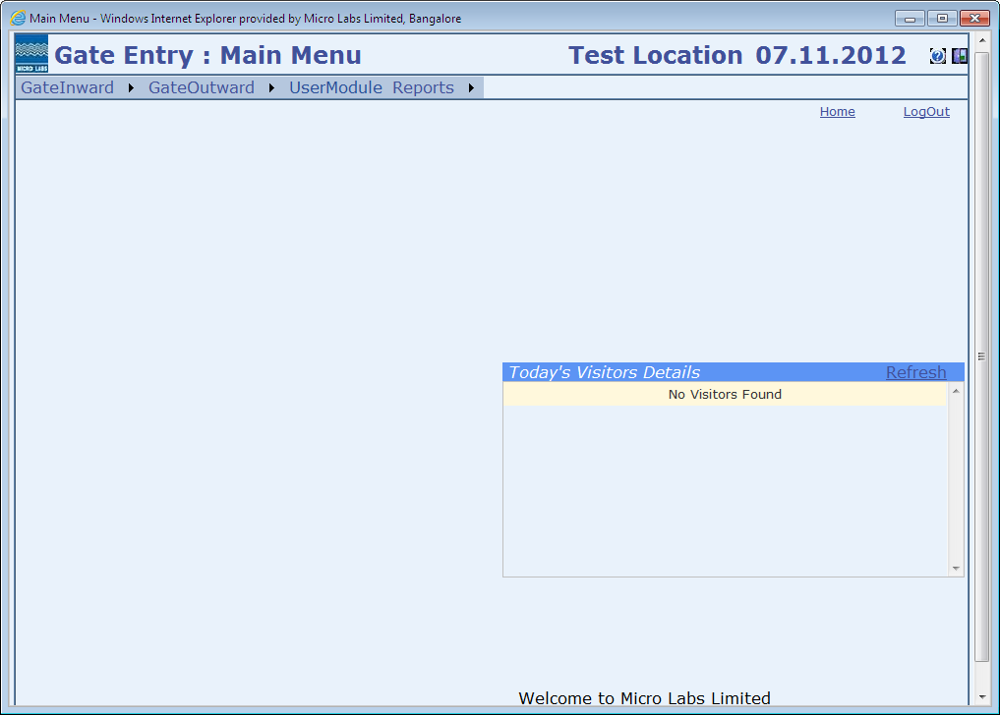 Main Menu - Windows Internet Explorer provided by Micro Labs Limited, Bangalore
MICRO LABS
Gate Entry : Main Menu Test Location 07.11.2012
GateInward GateOutward UserModule Reports
Home LogOut
Today's Visitors Details Refresh
No Visitors Found
Welcome to Micro Labs Limited